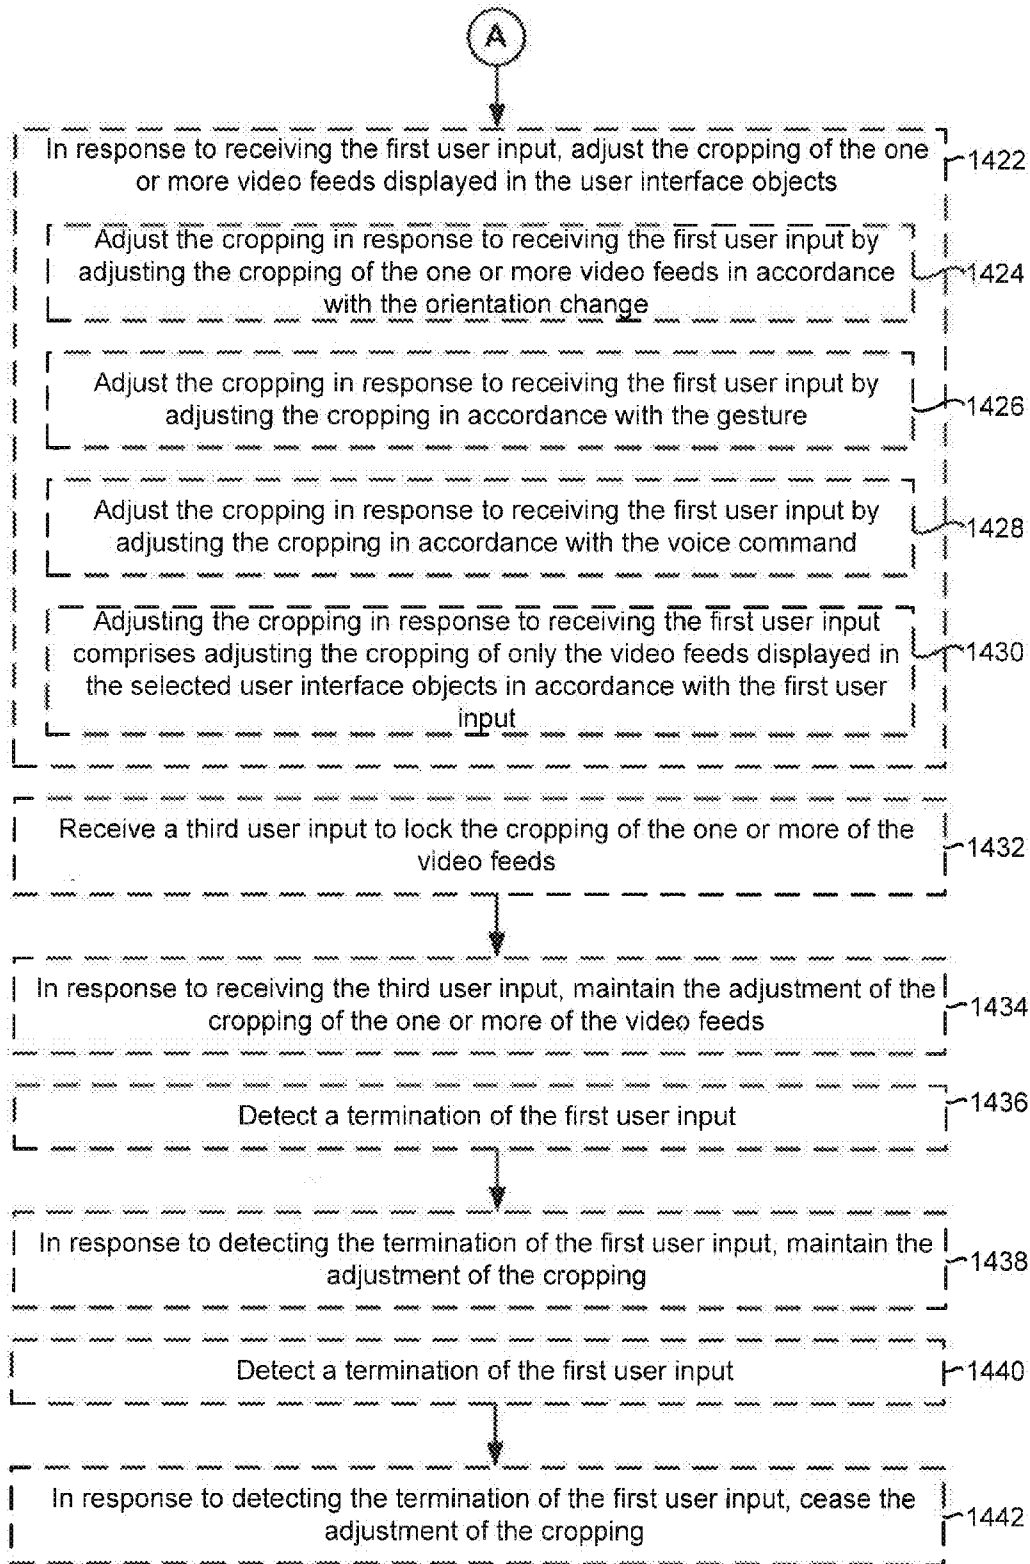 A
In response to receiving the first user input, adjust the cropping of the one
or more video feeds displayed in the user interface objects
1422
Adjust the cropping in response to receiving the first user input by
adjusting the cropping of the one or more video feeds in accordance
with the orientation change
1424
Adjust the cropping in response to receiving the first user input by
adjusting the cropping in accordance with the gesture
1426
Adjust the cropping in response to receiving the first user input by
adjusting the cropping in accordance with the voice command
1428
Adjusting the cropping in response to receiving the first user input
comprises adjusting the cropping of only the video feeds displayed in
the selected user interface objects in accordance with the first user
input
1430
Receive a third user input to lock the cropping of the one or more of the
video feeds
1432
In response to receiving the third user input, maintain the adjustment of the
cropping of the one or more of the video feeds
1434
Detect a termination of the first user input
1436
In response to detecting the termination of the first user input, maintain the
adjustment of the cropping
1438
Detect a termination of the first user input
1440
In response to detecting the termination of the first user input, cease the
adjustment of the cropping
1442